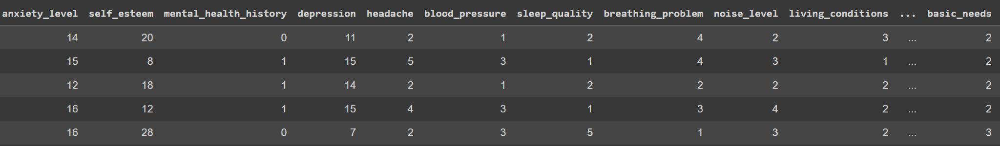 anxiety_level self_esteem mental_health_history depression headache blood_pressure sleep_quality breathing_problem noise_level living_conditions ... basic_needs
14 20 0 11 2 1 2 4 2 3 ... 2
15 8 1 15 5 3 1 4 3 1 ... 2
12 18 1 14 2 1 2 2 2 2 ... 2
16 12 1 15 4 3 1 3 4 2 ... 2
16 28 0 7 2 3 5 1 3 2 ... 3